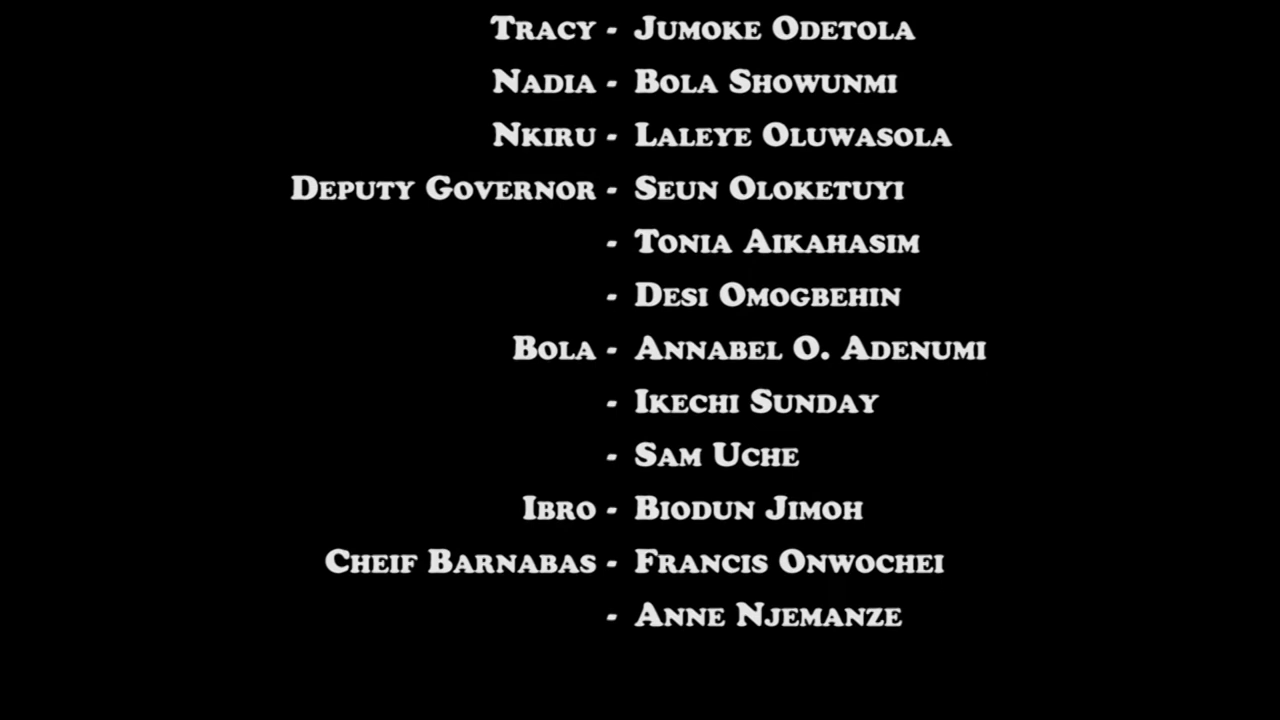 Tracy - Jumoke Odetola
Nadia - Bola Showunmi
Nkiru - Laleye Oluwasola
Deputy Governor - Seun Oloketuyi
- Tonia Aikahasim
- Desi Omogbehin
Bola - Annabel O. Adenumi
- Ikechi Sunday
- Sam Uche
Ibro - Biodun Jimoh
Cheif Barnabas - Francis Onwochei
- Anne Njemanze